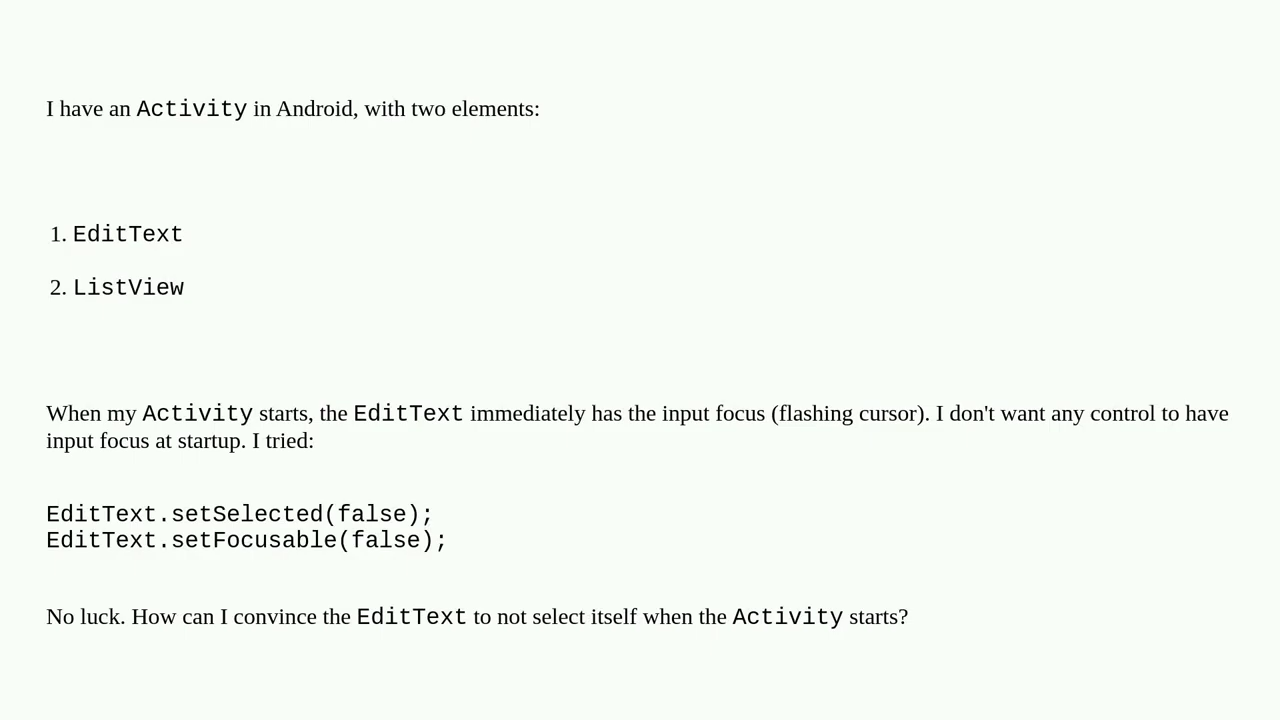 I have an Activity in Android, with two elements:
1. EditText
2. ListView
When my Activity starts, the EditText immediately has the input focus (flashing cursor). I don't want any control to have
input focus at startup. I tried:
EditText.setSelected(false);
EditText.setFocusable(false);
No luck. How can I convince the EditText to not select itself when the Activity starts?